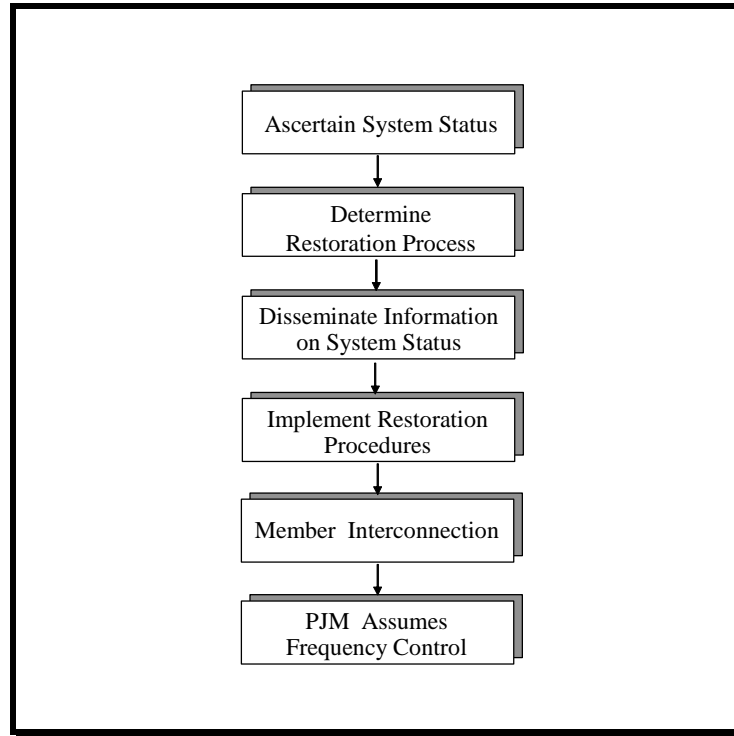 Ascertain System Status
Determine
Restoration Process
Disseminate Information
on System Status
Implement Restoration
Procedures
Member Interconnection
PJM Assumes
Frequency Control